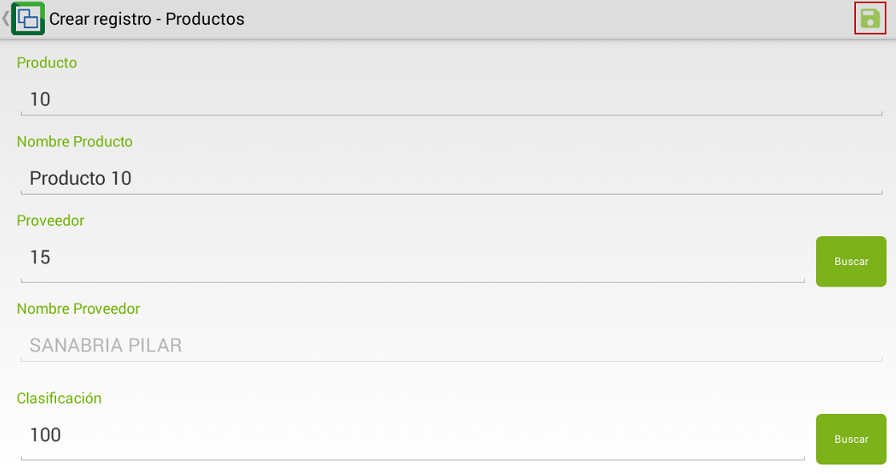 Crear registro - Productos
Producto
10
Nombre Producto
Producto 10
Proveedor
15
Buscar
Nombre Proveedor
SANABRIA PILAR
Clasificación
100
Buscar